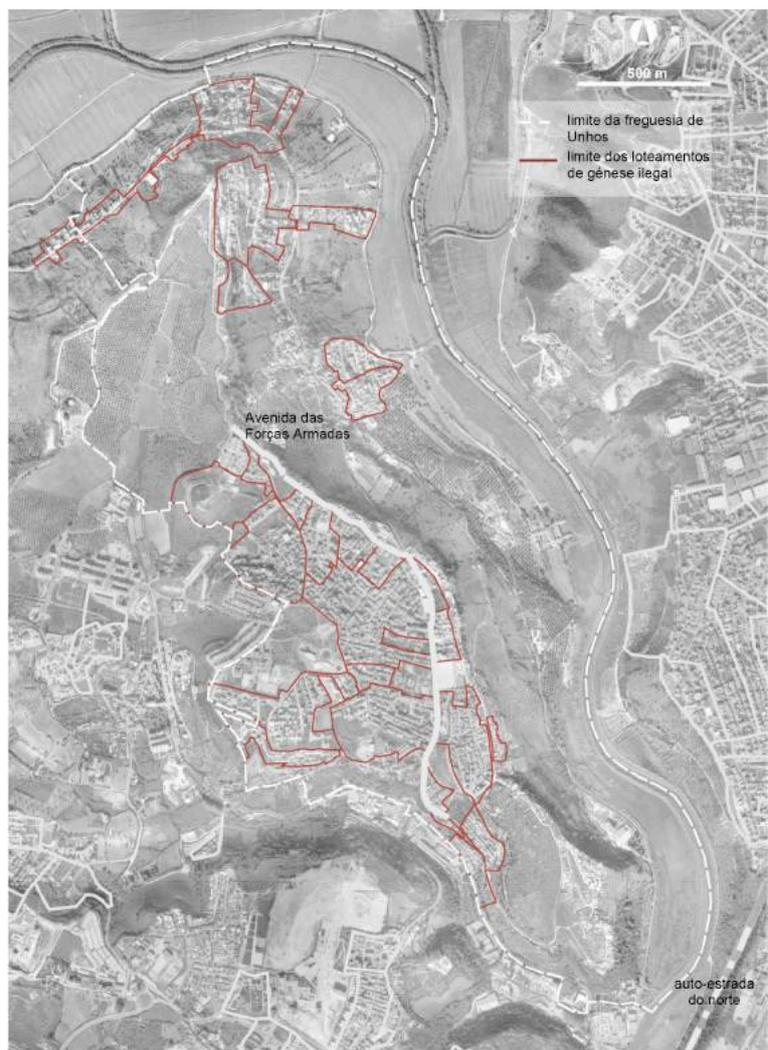 500 m
limite da freguesia de
Unhos
limite dos loteamentos
de génese ilegal
Avenida das
Forças Armadas
auto-estrada
do norte